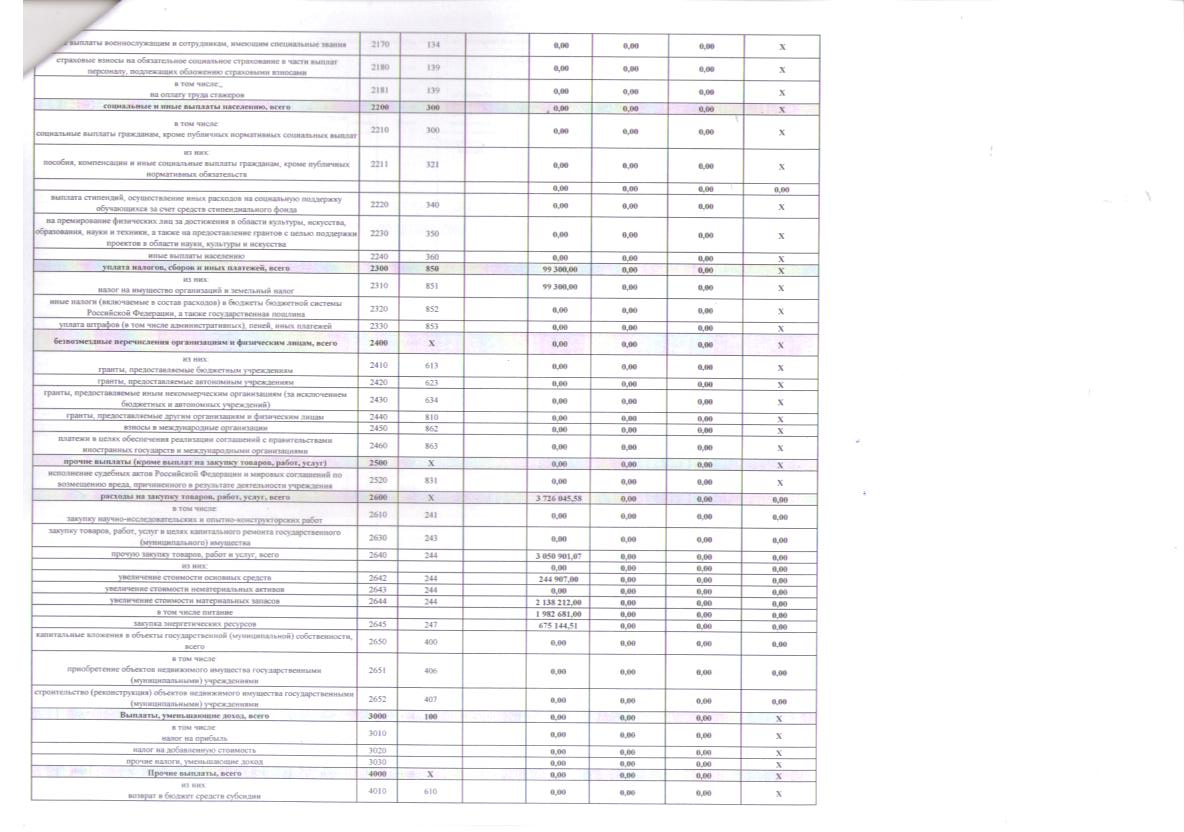 выплаты военнослужащим и сотрудникам, имеющим специальные звания 2170 134 0,00 0,00 0,00 X
страховые взносы на обязательное социальное страхование в части выплат
персоналу, подлежащих обложению страховыми взносами 2180 139 0,00 0,00 0,00 X
в том числе:
на оплату труда стажеров 2181 139 0,00 0,00 0,00 X
социальные и иные выплаты населению, всего 2200 300 0,00 0,00 0,00 X
в том числе
социальные выплаты гражданам, кроме публичных нормативных социальных выплат 2210 300 0,00 0,00 0,00 X
из них
пособия, компенсации и иные социальные выплаты гражданам, кроме публичных
нормативных обязательств 2211 321 0,00 0,00 0,00 X
0,00 0,00 0,00 0,00
выплата стипендий, осуществление иных расходов на социальную поддержку
обучающихся за счет средств стипендиального фонда 2220 340 0,00 0,00 0,00 X
на премирование физических лиц за достижения в области культуры, искусства,
образования, науки и техники, а также на предоставление грантов с целью поддержки
проектов в области науки, культуры и искусства 2230 350 0,00 0,00 0,00 X
иные выплаты населению 2240 360 0,00 0,00 0,00 X
уплата налогов, сборов и иных платежей, всего 2300 850 99 300,00 0,00 0,00 X
из них
налог на имущество организаций и земельный налог 2310 851 99 300,00 0,00 0,00 X
иные налоги (включаемые в состав расходов) в бюджеты бюджетной системы
Российской Федерации, а также государственная пошлина 2320 852 0,00 0,00 0,00 X
уплата штрафов (в том числе административных), пеней, иных платежей 2330 853 0,00 0,00 0,00 X
безвозмездные перечисления организациям и физическим лицам, всего 2400 X 0,00 0,00 0,00 X
из них
гранты, предоставляемые бюджетным учреждениям 2410 613 0,00 0,00 0,00 X
гранты, предоставляемые автономным учреждениям 2420 623 0,00 0,00 0,00 X
гранты, предоставляемые иным некоммерческим организациям (за исключением
бюджетных и автономных учреждений) 2430 634 0,00 0,00 0,00 X
гранты, предоставляемые другим организациям и физическим лицам 2440 810 0,00 0,00 0,00 X
взносы в международные организации 2450 862 0,00 0,00 0,00 X
платежи в целях обеспечения реализации соглашений с правительствами
иностранных государств и международными организациями 2460 863 0,00 0,00 0,00 X
прочие выплаты (кроме выплат на закупку товаров, работ, услуг) 2500 X 0,00 0,00 0,00 X
исполнение судебных актов Российской Федерации и мировых соглашений по
возмещению вреда, причиненного в результате деятельности учреждения 2520 831 0,00 0,00 0,00 X
расходы на закупку товаров, работ, услуг, всего 2600 X 3 726 045,58 0,00 0,00 0,00
в том числе
закупку научно-исследовательских и опытно-конструкторских работ 2610 241 0,00 0,00 0,00 0,00
закупку товаров, работ, услуг в целях капитального ремонта государственного
(муниципального) имущества 2630 243 0,00 0,00 0,00 0,00
прочую закупку товаров, работ и услуг, всего 2640 244 3 050 901,07 0,00 0,00 0,00
из них: 0,00 0,00 0,00 0,00
увеличение стоимости основных средств 2642 244 244 907,00 0,00 0,00 0,00
увеличение стоимости нематериальных активов 2643 244 0,00 0,00 0,00 0,00
увеличение стоимости материальных запасов 2644 244 2 138 212,00 0,00 0,00 0,00
в том числе питание 1 982 681,00 0,00 0,00 0,00
закупка энергетических ресурсов 2645 247 675 144,51 0,00 0,00 0,00
капитальные вложения в объекты государственной (муниципальной) собственности,
всего 2650 400 0,00 0,00 0,00 0,00
в том числе
приобретение объектов недвижимого имущества государственными
(муниципальными) учреждениями 2651 406 0,00 0,00 0,00 0,00
строительство (реконструкция) объектов недвижимого имущества государственными
(муниципальными) учреждениями 2652 407 0,00 0,00 0,00 0,00
Выплаты, уменьшающие доход, всего 3000 100 0,00 0,00 0,00 X
в том числе
налог на прибыль 3010 0,00 0,00 0,00 X
налог на добавленную стоимость 3020 0,00 0,00 0,00 X
прочие налоги, уменьшающие доход 3030 0,00 0,00 0,00 X
Прочие выплаты, всего 4000 X 0,00 0,00 0,00 X
из них
возврат в бюджет средств субсидии 4010 610 0,00 0,00 0,00 X